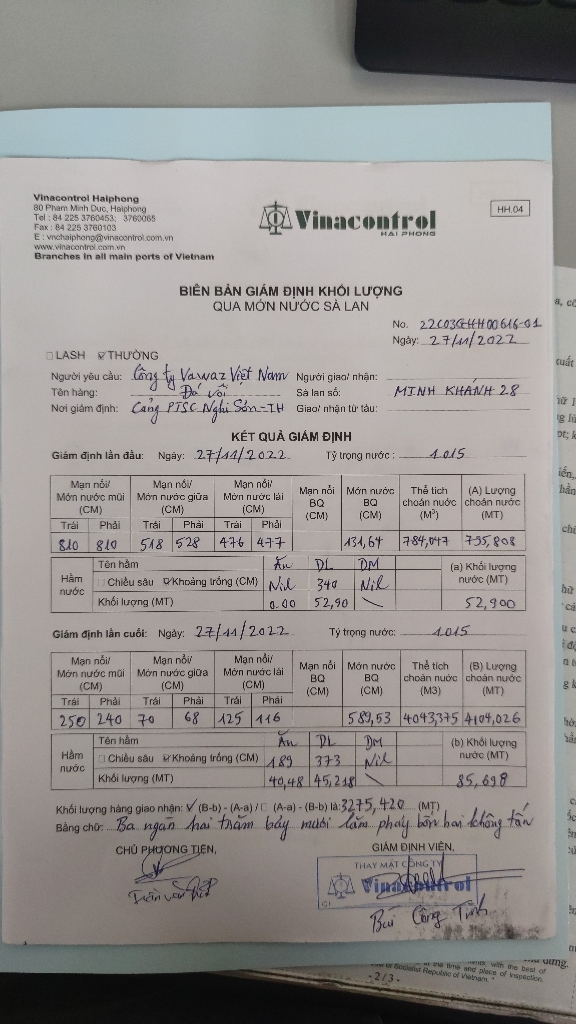 Vinacontrol Haiphong
80 Pham Minh Duc, Haiphong
Tel : 84 225 3760453; 3760065
Fax : 84 225 3760103
E : vnchaiphong@vinacontrol.com.vn
www.vinacontrol.com.vn
Branches in all main ports of Vietnam
Vinacontrol
HAI PHONG
HH.04
BIÊN BẢN GIÁM ĐỊNH KHỐI LƯỢNG
QUA MỚN NƯỚC SÀ LAN
No. 22C03GHH00616-01
Ngày: 27/11/2022
LASH THƯỜNG
Người yêu cầu: Công ty Vawaz Việt Nam Người giao/ nhận:
Tên hàng: Đá vôi Sà lan số: MINH KHÁNH 28
Nơi giám định: Cảng PTSC Nghi Sơn-TH Giao/ nhận từ tàu:
KẾT QUẢ GIÁM ĐỊNH
Giám định lần đầu: Ngày: 27/11/2022 Tỷ trọng nước : 1.015
Mạn nổi/ Mớn nước mũi (CM) Mạn nổi/ Mớn nước giữa (CM) Mạn nổi/ Mớn nước lái (CM) Mạn nổi BQ (CM) Mớn nước BQ (CM) Thể tích choán nước (M3) (A) Lượng choán nước (MT)
Trái Phải Trái Phải Trái Phải
810 810 518 528 476 477 131,64 784,047 795,808
Hầm nước Tên hầm Ăn DL DM (a) Khối lượng nước (MT)
Chiều sâu Khoảng trống (CM) Nil 340 Nil
Khối lượng (MT) 0.00 52,90 52,900
Giám định lần cuối: Ngày: 27/11/2022 Tỷ trọng nước: 1.015
Mạn nổi/ Mớn nước mũi (CM) Mạn nổi/ Mớn nước giữa (CM) Mạn nổi/ Mớn nước lái (CM) Mạn nổi BQ (CM) Mớn nước BQ (CM) Thể tích choán nước (M3) (B) Lượng choán nước (MT)
Trái Phải Trái Phải Trái Phải
250 240 70 68 125 116 589,53 4043,375 4104,026
Hầm nước Tên hầm Ăn DL DM (b) Khối lượng nước (MT)
Chiều sâu Khoảng trống (CM) 189 373 Nil
Khối lượng (MT) 40,48 45,218 85,698
Khối lượng hàng giao nhận: (B-b) - (A-a) / (A-a) - (B-b) là: 3275,420 (MT)
Bằng chữ: Ba ngàn hai trăm bảy mươi lăm phảy bốn hai không tấn
CHỦ PHƯƠNG TIỆN, GIÁM ĐỊNH VIÊN,
THAY MẶT CÔNG TY
Vinacontrol
Bùi Công Tĩnh
- 2/3 -